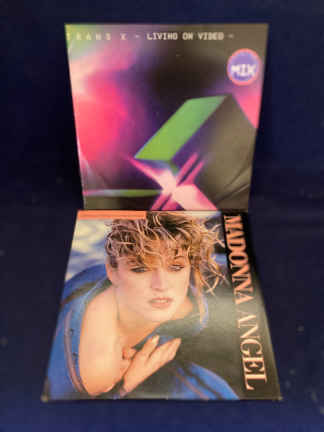 TRANS X - LIVING ON VIDEO -
MIX
MADONNA ANGEL